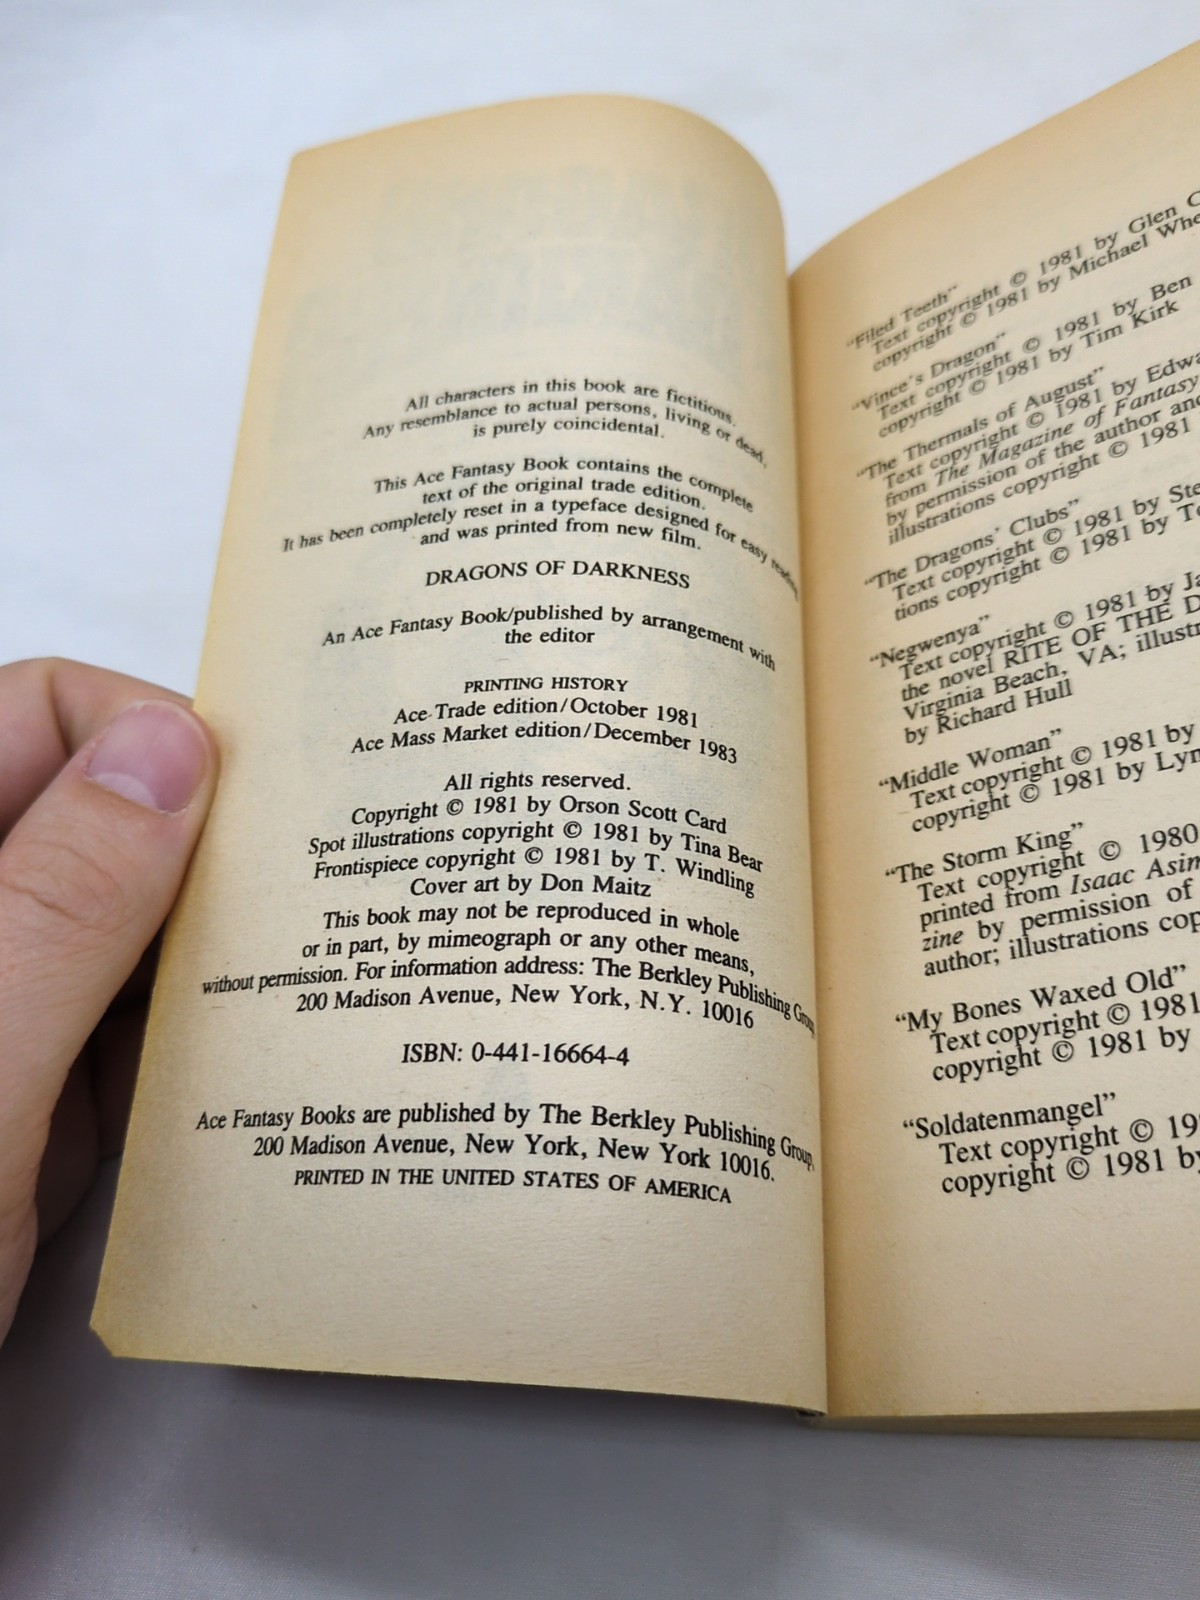 All characters in this book are fictitious.
Any resemblance to actual persons, living or dead,
is purely coincidental.
This Ace Fantasy Book contains the complete
text of the original trade edition.
It has been completely reset in a typeface designed for easy reading
and was printed from new film.
DRAGONS OF DARKNESS
An Ace Fantasy Book/published by arrangement with
the editor
PRINTING HISTORY
Ace Trade edition/October 1981
Ace Mass Market edition/December 1983
All rights reserved.
Copyright © 1981 by Orson Scott Card
Spot illustrations copyright © 1981 by Tina Bear
Frontispiece copyright © 1981 by T. Windling
Cover art by Don Maitz
This book may not be reproduced in whole
or in part, by mimeograph or any other means,
without permission. For information address: The Berkley Publishing Group,
200 Madison Avenue, New York, N.Y. 10016
ISBN: 0-441-16664-4
Ace Fantasy Books are published by The Berkley Publishing Group,
200 Madison Avenue, New York, New York 10016.
PRINTED IN THE UNITED STATES OF AMERICA
“Filed Teeth”
Text copyright © 1981 by Glen
copyright © 1981 by Michael
“Vince's Dragon”
Text copyright © 1981 by Ben
copyright © 1981 by Tim Kirk
“The Thermals of August”
Text copyright © 1981 by
from The Magazine of Fantasy
by permission of the author
illustrations copyright © 1981
“The Dragons' Clubs”
Text copyright © 1981 by
tions copyright © 1981 by
“Negwenya”
Text copyright © 1981 by
the novel RITE OF THE
Virginia Beach, VA;
by Richard Hull
“Middle Woman”
Text copyright © 1981 by
copyright © 1981 by
“The Storm King”
Text copyright © 1980
printed from Isaac
zine by permission of
author; illustrations
“My Bones Waxed Old”
Text copyright © 1981
copyright © 1981 by
“Soldatenmangel”
Text copyright ©
copyright © 1981 by